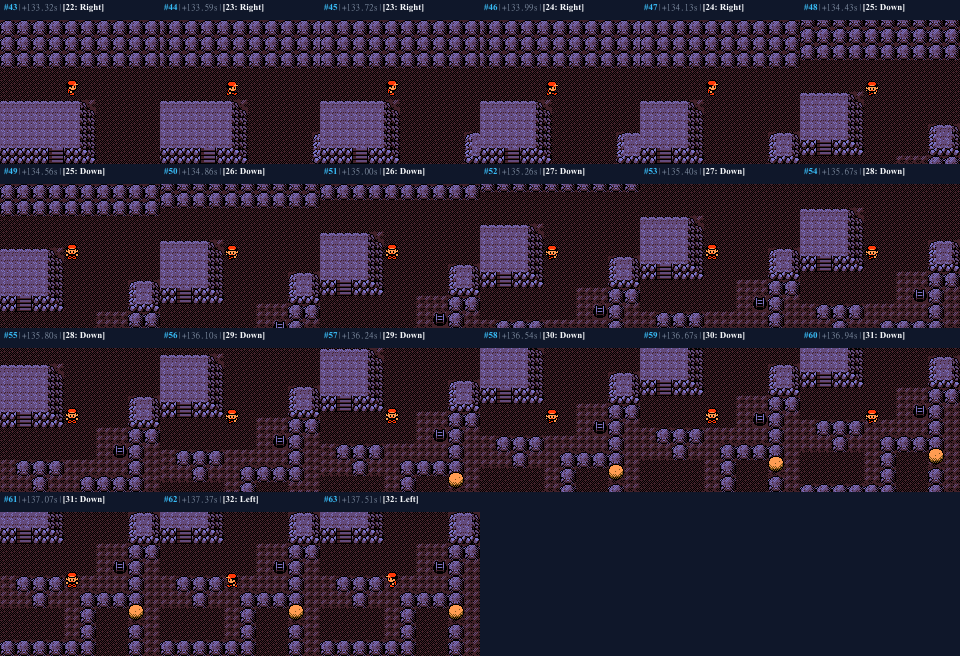 #43|+133.32s|[22: Right]
#44|+133.59s|[23: Right]
#45|+133.72s|[23: Right]
#46|+133.99s|[24: Right]
#47|+134.13s|[24: Right]
#48|+134.43s|[25: Down]
#49|+134.56s|[25: Down]
#50|+134.86s|[26: Down]
#51|+135.00s|[26: Down]
#52|+135.26s|[27: Down]
#53|+135.40s|[27: Down]
#54|+135.67s|[28: Down]
#55|+135.80s|[28: Down]
#56|+136.10s|[29: Down]
#57|+136.24s|[29: Down]
#58|+136.54s|[30: Down]
#59|+136.67s|[30: Down]
#60|+136.94s|[31: Down]
#61|+137.07s|[31: Down]
#62|+137.37s|[32: Left]
#63|+137.51s|[32: Left]